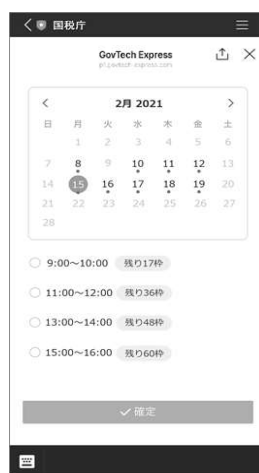 国税庁
GovTech Express
2月 2021
日 月 火 水 木 金 土
1 2 3 4 5 6
7 8 9 10 11 12 13
14 15 16 17 18 19 20
21 22 23 24 25 26 27
28
9:00~10:00 残り17枠
11:00~12:00 残り36枠
13:00~14:00 残り48枠
15:00~16:00 残り60枠
確定